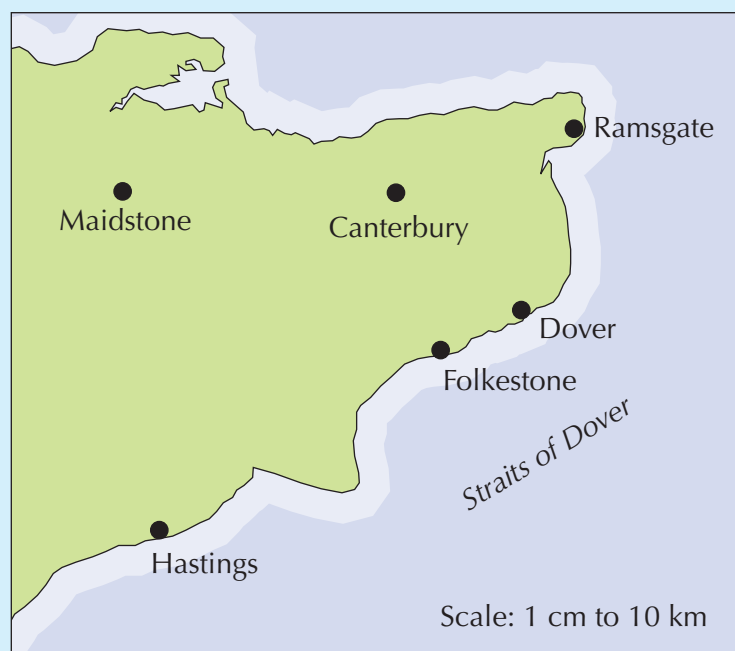 Ramsgate
Maidstone
Canterbury
Dover
Folkestone
Straits of Dover
Hastings
Scale: 1 cm to 10 km